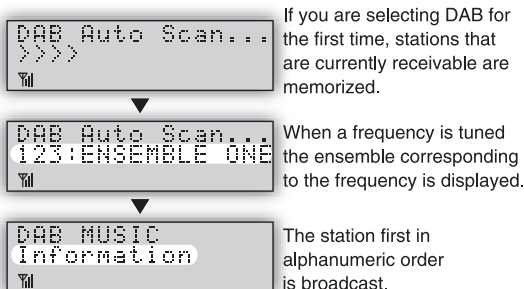 DAB Auto Scan...
>>>>
If you are selecting DAB for
the first time, stations that
are currently receivable are
memorized.
DAB Auto Scan...
123:ENSEMBLE ONE
When a frequency is tuned
the ensemble corresponding
to the frequency is displayed.
DAB MUSIC
Information
The station first in
alphanumeric order
is broadcast.